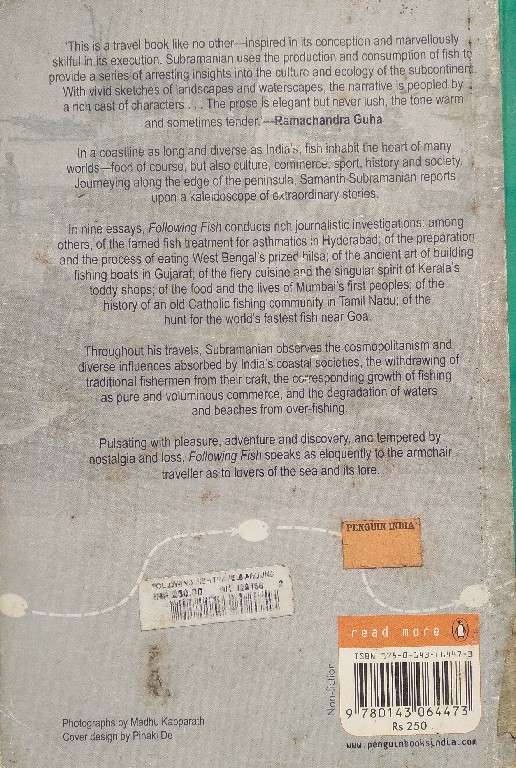 'This is a travel book like no other—inspired in its conception and marvellously
skilful in its execution. Subramanian uses the production and consumption of fish to
provide a series of arresting insights into the culture and ecology of the subcontinent.
With vivid sketches of landscapes and waterscapes, the narrative is peopled by
a rich cast of characters . . . . The prose is elegant but never lush, the tone warm
and sometimes tender.'—Ramachandra Guha
In a coastline as long and diverse as India's, fish inhabit the heart of many
worlds—food of course, but also culture, commerce, sport, history and society.
Journeying along the edge of the peninsula, Samanth Subramanian reports
upon a kaleidoscope of extraordinary stories.
In nine essays, Following Fish conducts rich journalistic investigations: among
others, of the famed fish treatment for asthmatics in Hyderabad; of the preparation
and the process of eating West Bengal's prized hilsa; of the ancient art of building
fishing boats in Gujarat; of the fiery cuisine and the singular spirit of Kerala's
toddy shops; of the food and the lives of Mumbai's first peoples; of the
history of an old Catholic fishing community in Tamil Nadu; of the
hunt for the world's fastest fish near Goa.
Throughout his travels, Subramanian observes the cosmopolitanism and
diverse influences absorbed by India's coastal societies, the withdrawing of
traditional fishermen from their craft, the corresponding growth of fishing
as pure and voluminous commerce, and the degradation of waters
and beaches from over-fishing.
Pulsating with pleasure, adventure and discovery, and tempered by
nostalgia and loss, Following Fish speaks as eloquently to the armchair
traveller as to lovers of the sea and its lore.
PENGUIN INDIA
250.00
read more
ISBN 978-0-143-06447-3
9 780143 064473
Rs 250
www.penguinbooksindia.com
Non-fiction
Photographs by Madhu Kapparath
Cover design by Pinaki De